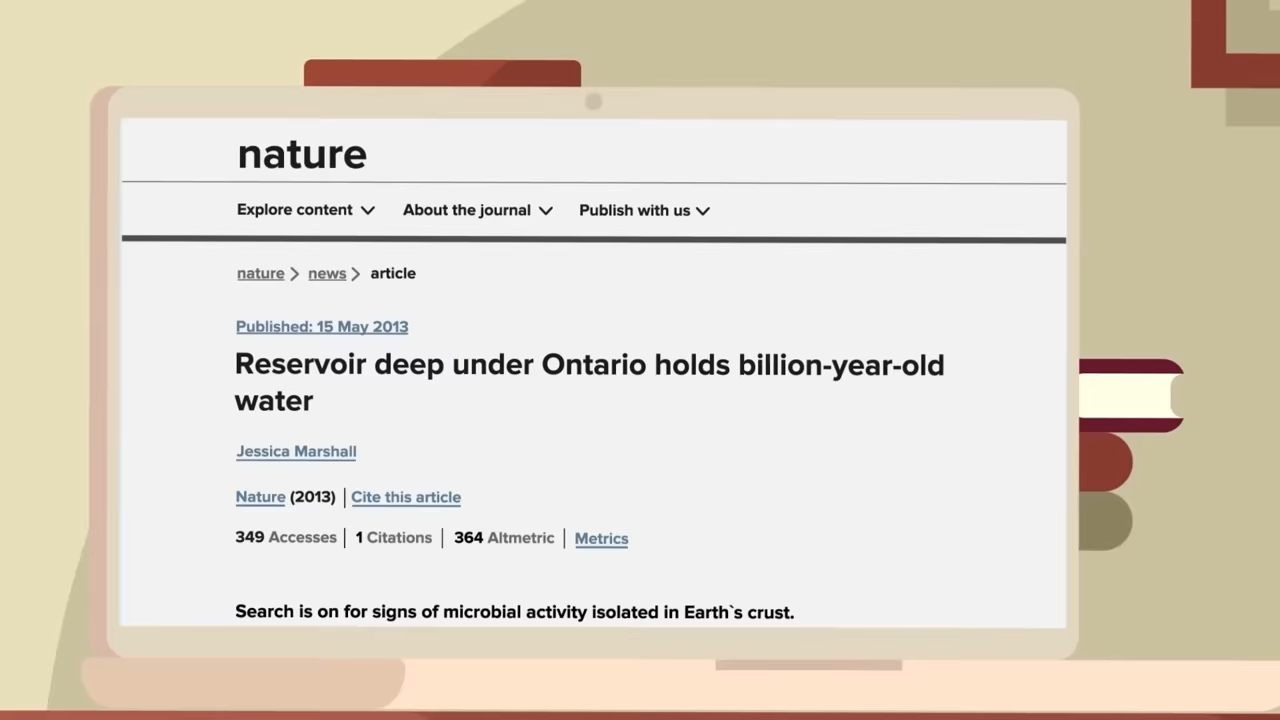 nature
Explore content About the journal Publish with us
nature > news > article
Published: 15 May 2013
Reservoir deep under Ontario holds billion-year-old
water
Jessica Marshall
Nature (2013) | Cite this article
349 Accesses | 1 Citations | 364 Altmetric | Metrics
Search is on for signs of microbial activity isolated in Earth`s crust.